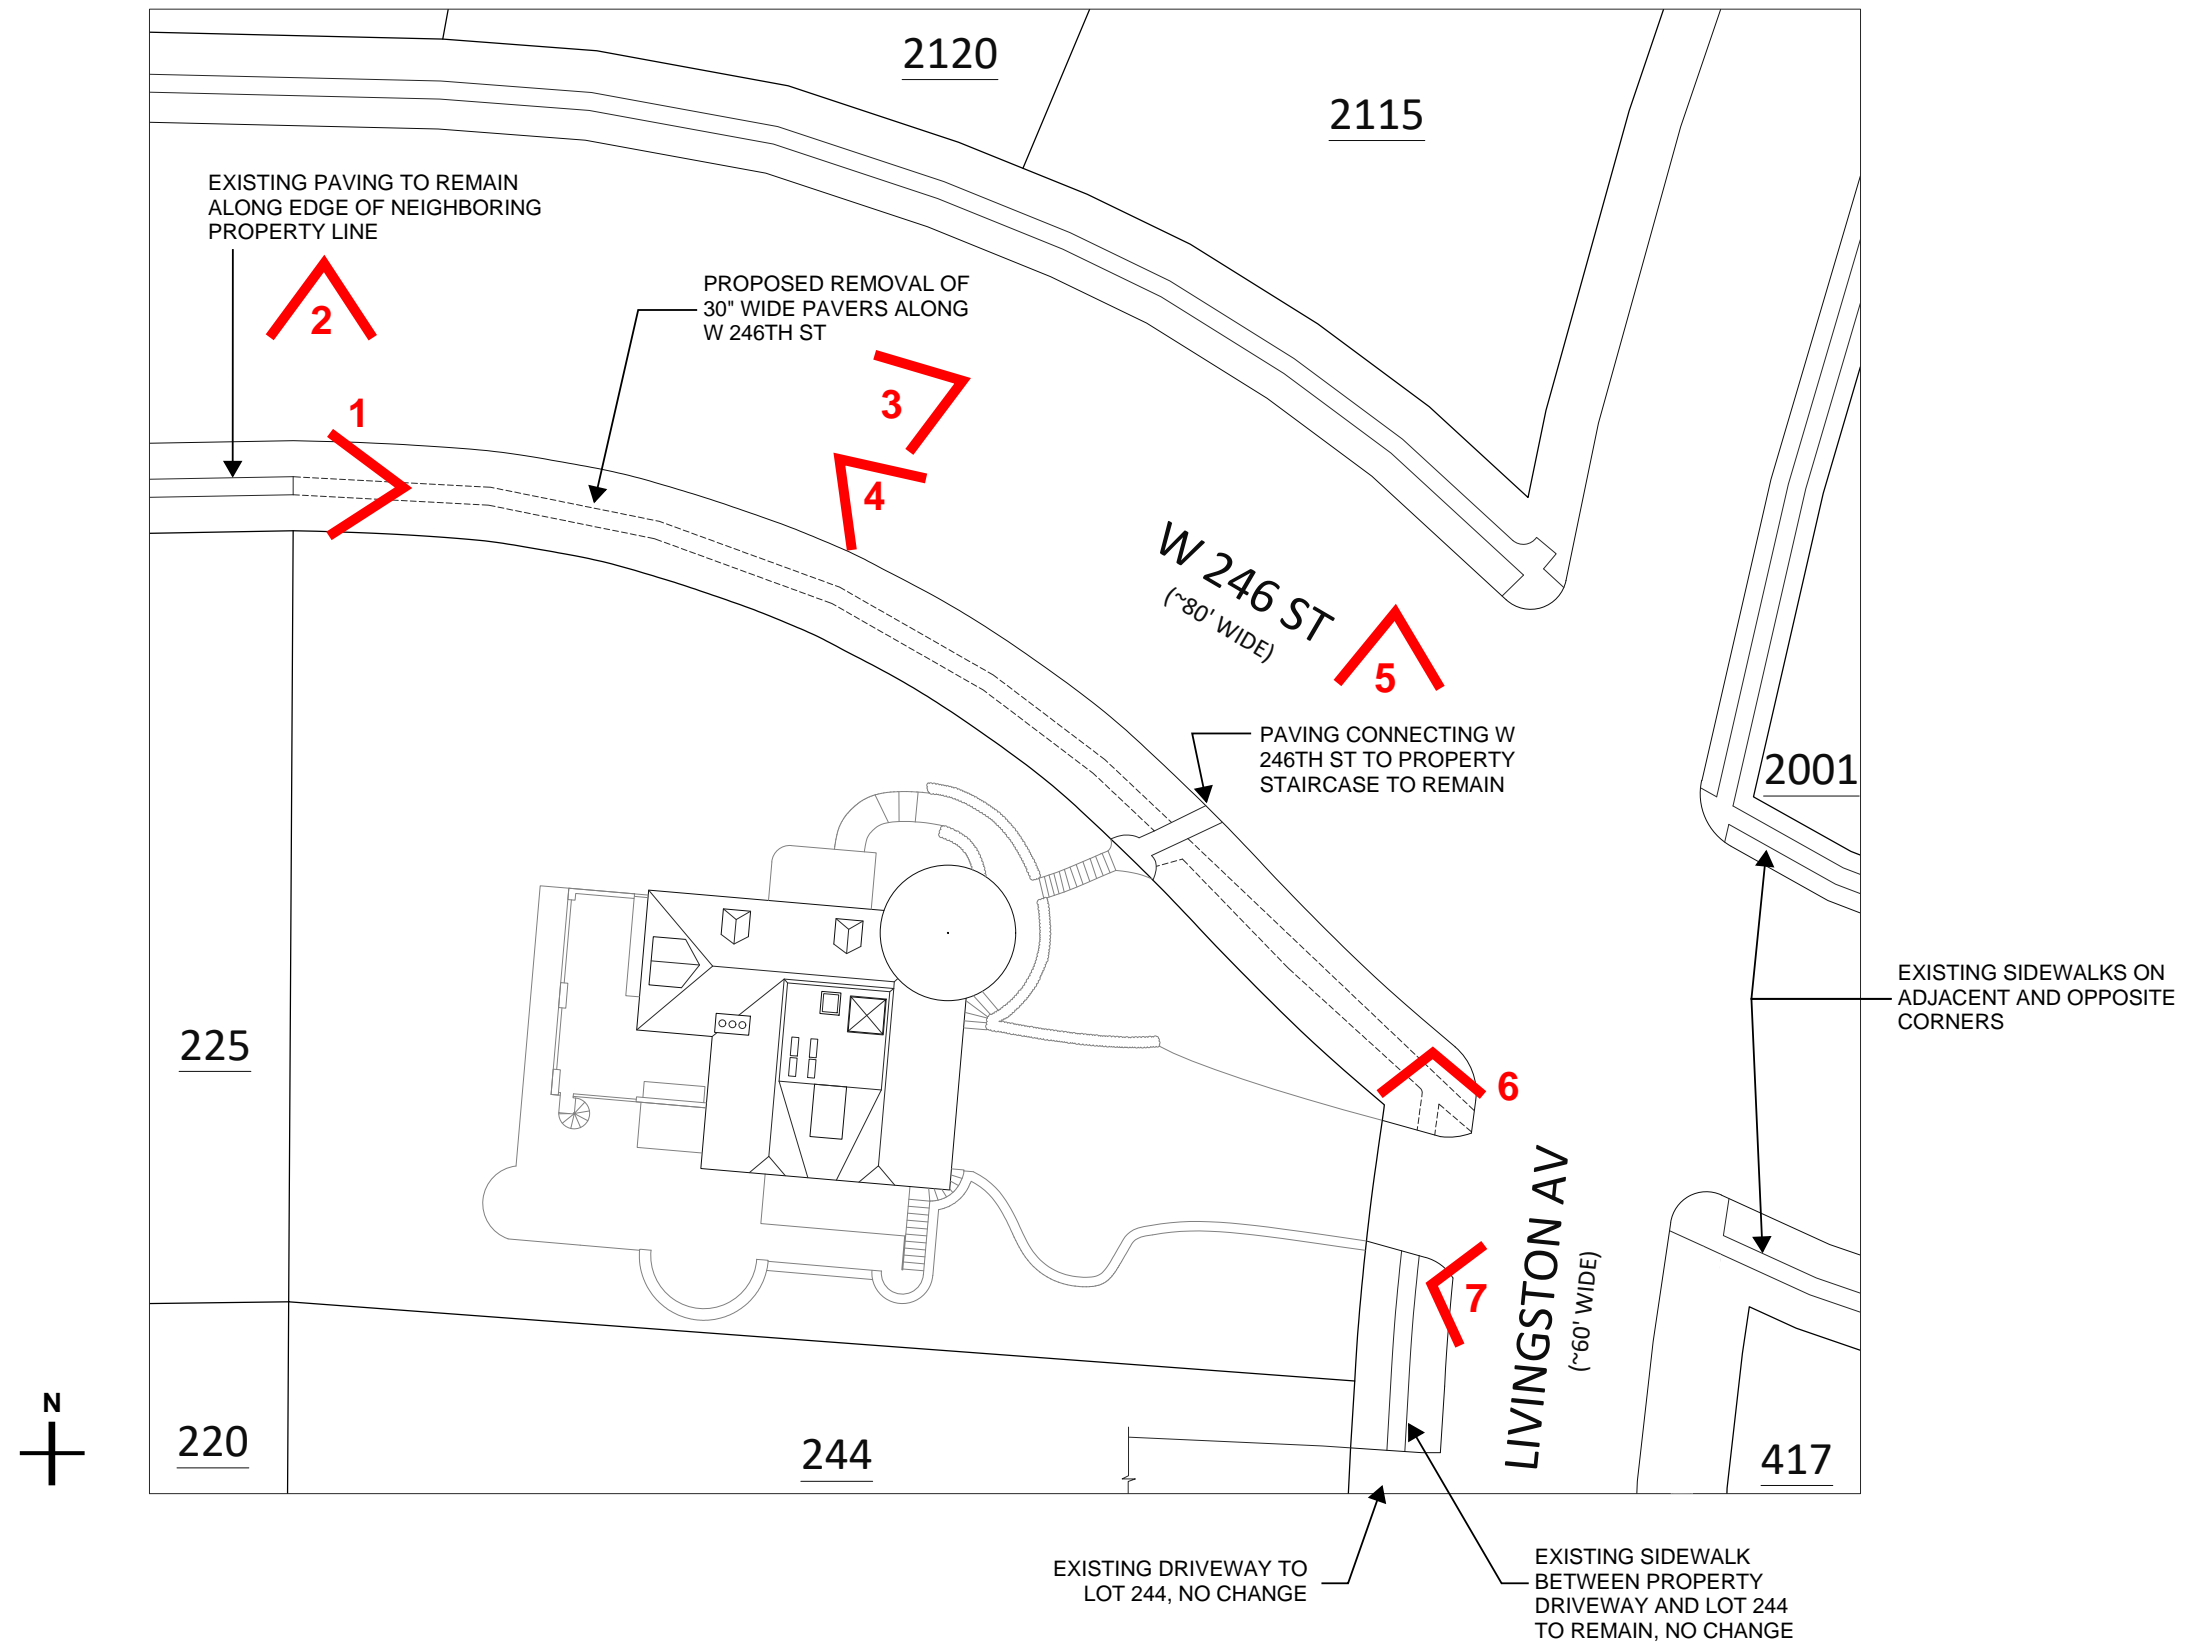 2120
2115
EXISTING PAVING TO REMAIN
ALONG EDGE OF NEIGHBORING
PROPERTY LINE
2
PROPOSED REMOVAL OF
30" WIDE PAVERS ALONG
W 246TH ST
1
3
4
W 246 ST
(~80' WIDE)
5
PAVING CONNECTING W
246TH ST TO PROPERTY
STAIRCASE TO REMAIN
2001
EXISTING SIDEWALKS ON
ADJACENT AND OPPOSITE
CORNERS
225
6
LIVINGSTON AV
(~60' WIDE)
7
N
220
244
417
EXISTING DRIVEWAY TO
LOT 244, NO CHANGE
EXISTING SIDEWALK
BETWEEN PROPERTY
DRIVEWAY AND LOT 244
TO REMAIN, NO CHANGE